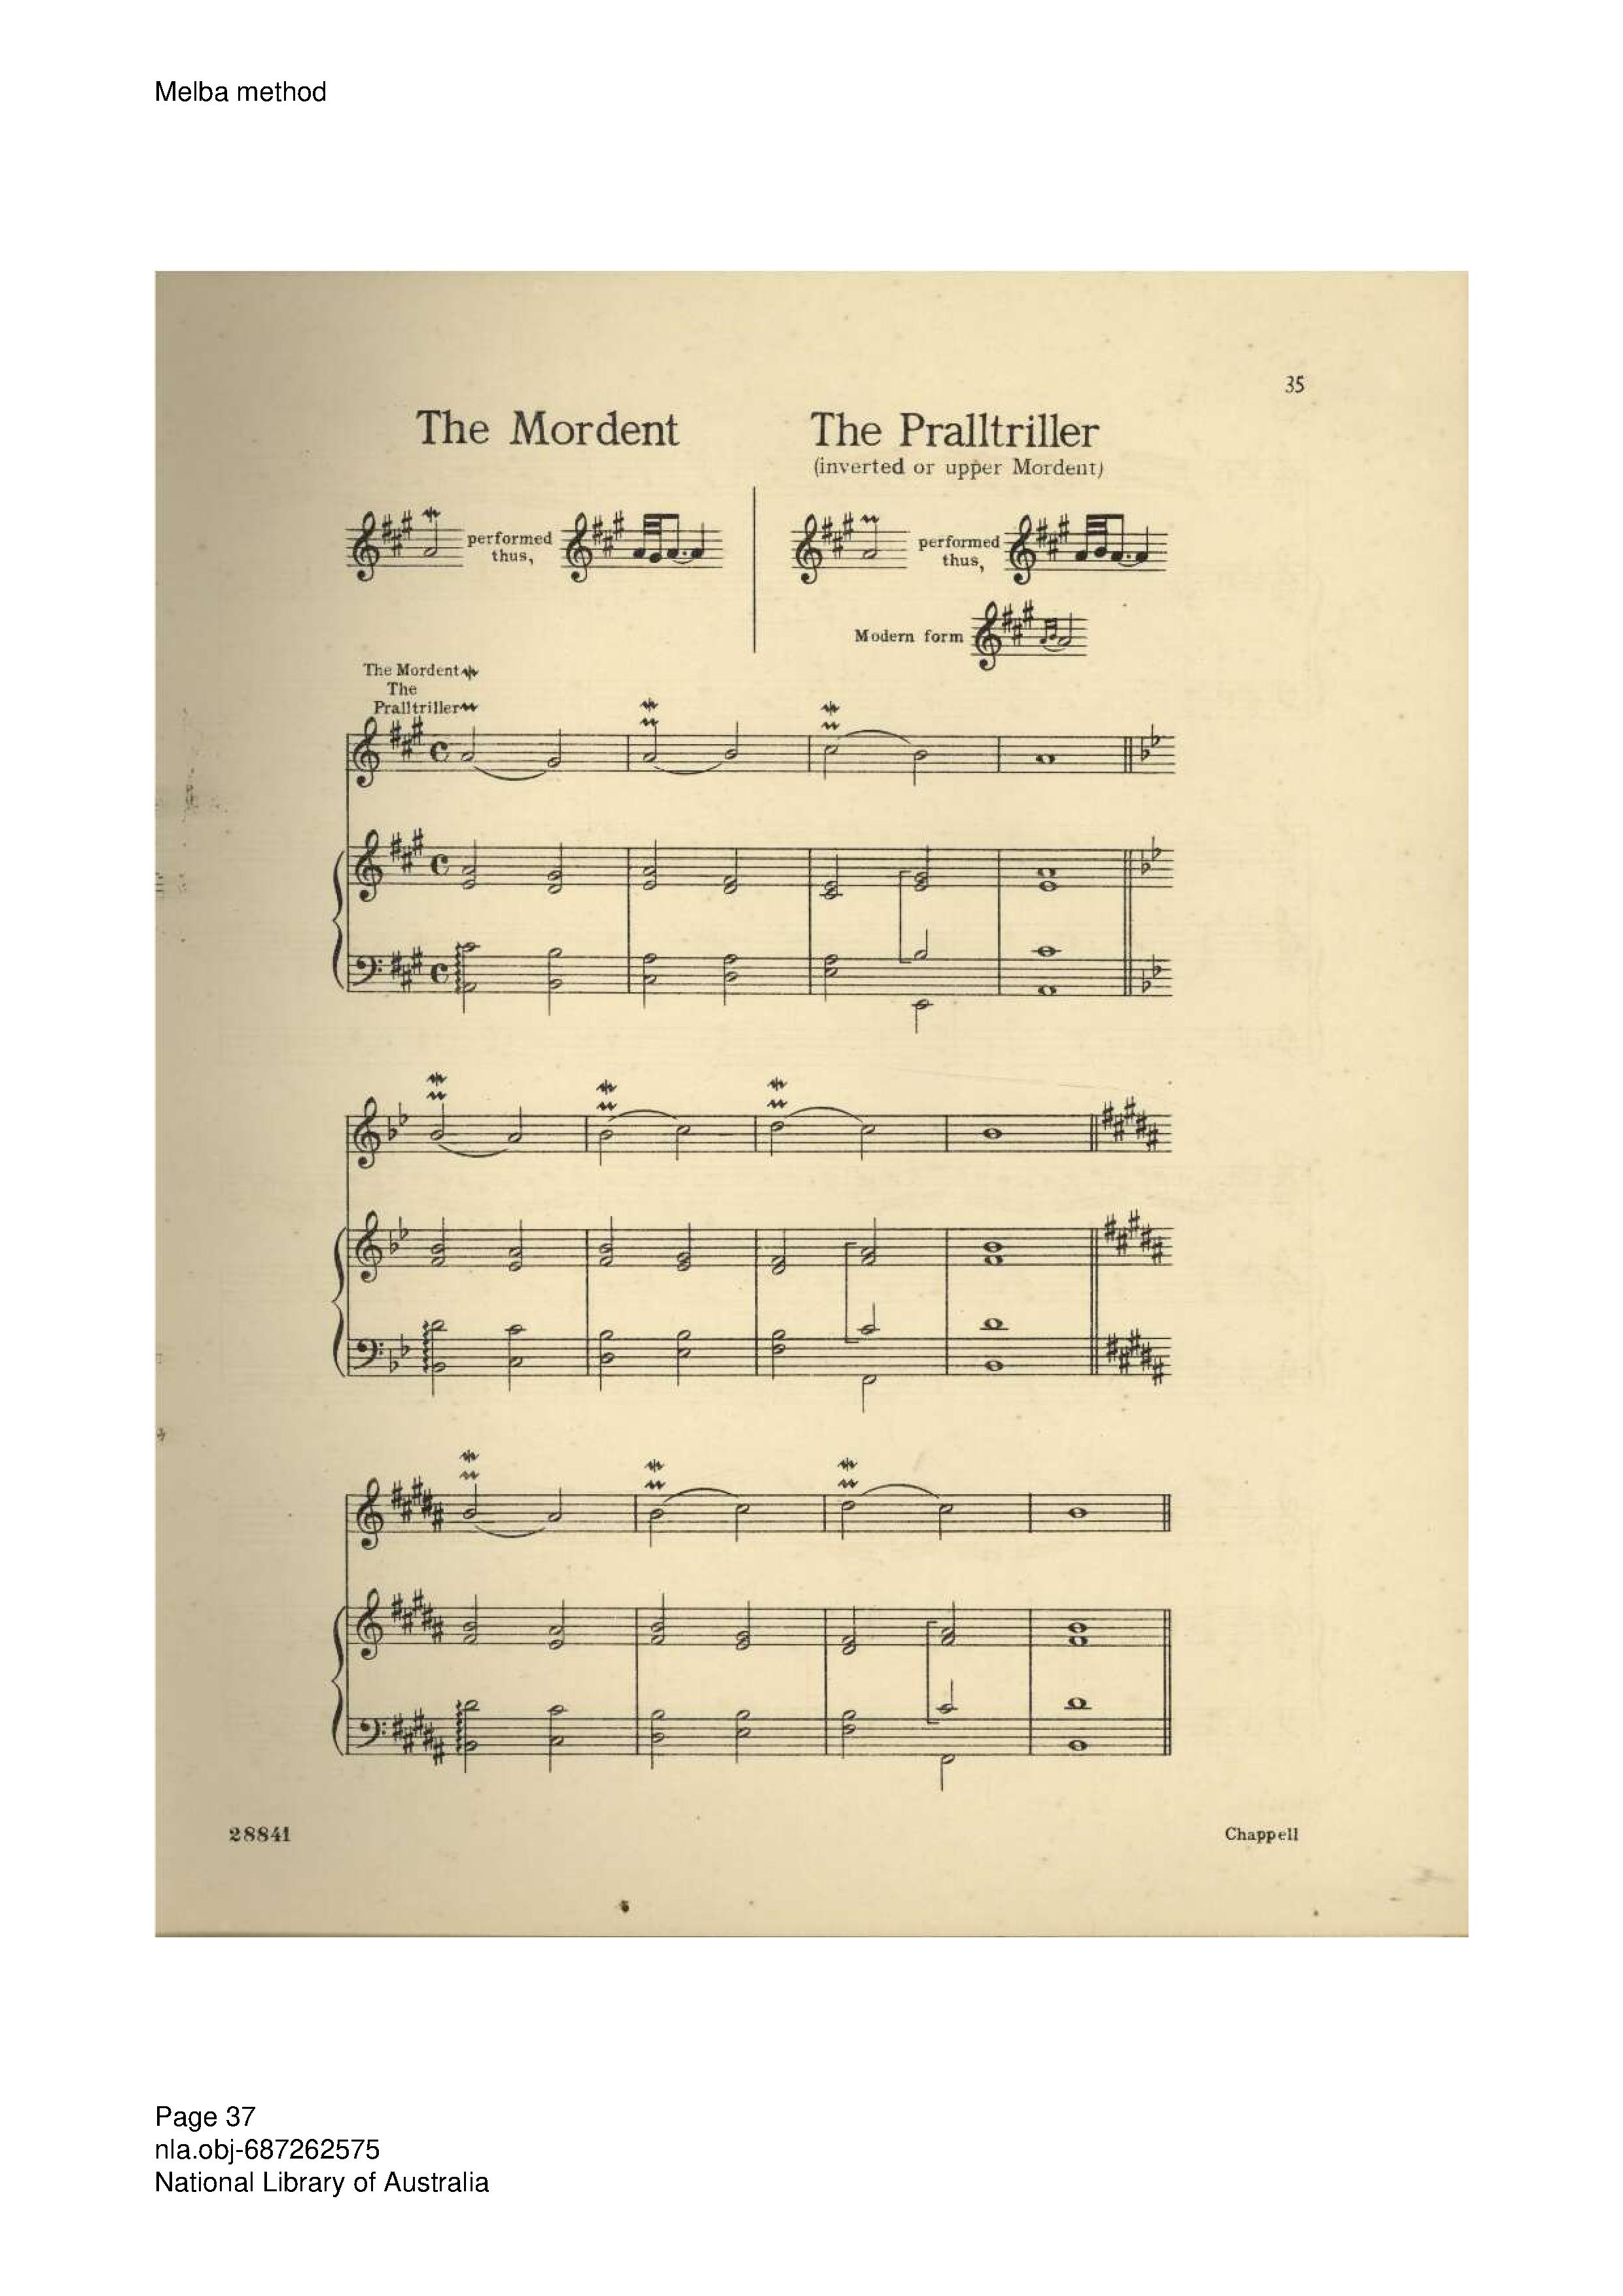 Melba method
35
The Mordent
The Pralltriller
(inverted or upper Mordent)
performed
thus,
performed
thus,
Modern form
The Mordent
The
Pralltriller
28841
Chappell
Page 37
nla.obj-687262575
National Library of Australia